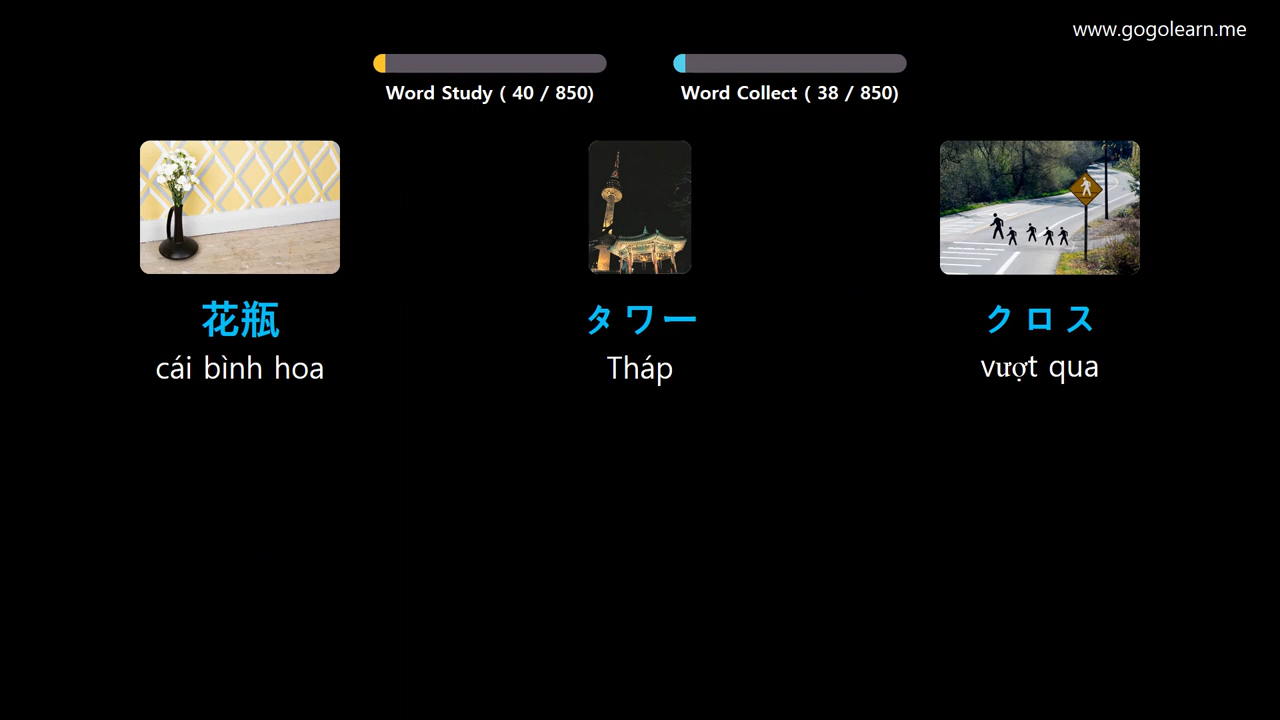 www.gogolearn.me
Word Study ( 40 / 850)
Word Collect ( 38 / 850)
花瓶
タワー
クロス
cái bình hoa
Tháp
vượt qua